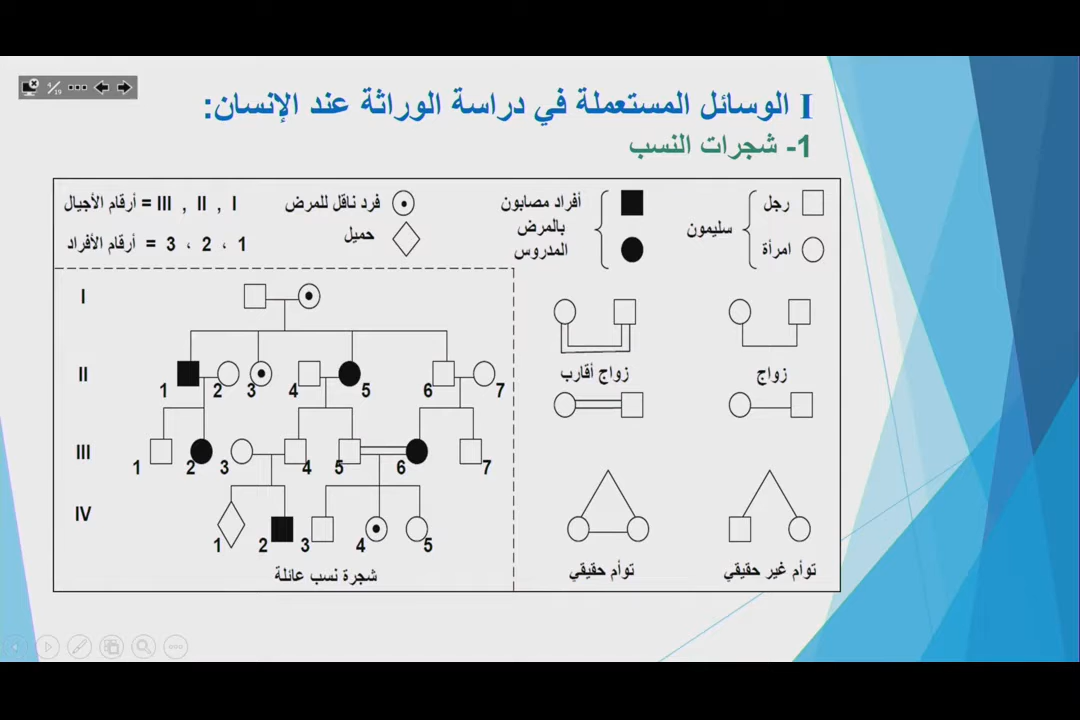 4/19
I الوسائل المستعملة في دراسة الوراثة عند الإنسان:
1- شجرات النسب
رجل
امرأة
سليمون
أفراد مصابون
بالمرض
المدروس
فرد ناقل للمرض
حميل
I , II , III = أرقام الأجيال
1 ، 2 ، 3 = أرقام الأفراد
زواج
زواج أقارب
توأم غير حقيقي
توأم حقيقي
I
II
1 2 3 4 5 6 7
III
1 2 3 4 5 6 7
IV
1 2 3 4 5
شجرة نسب عائلة